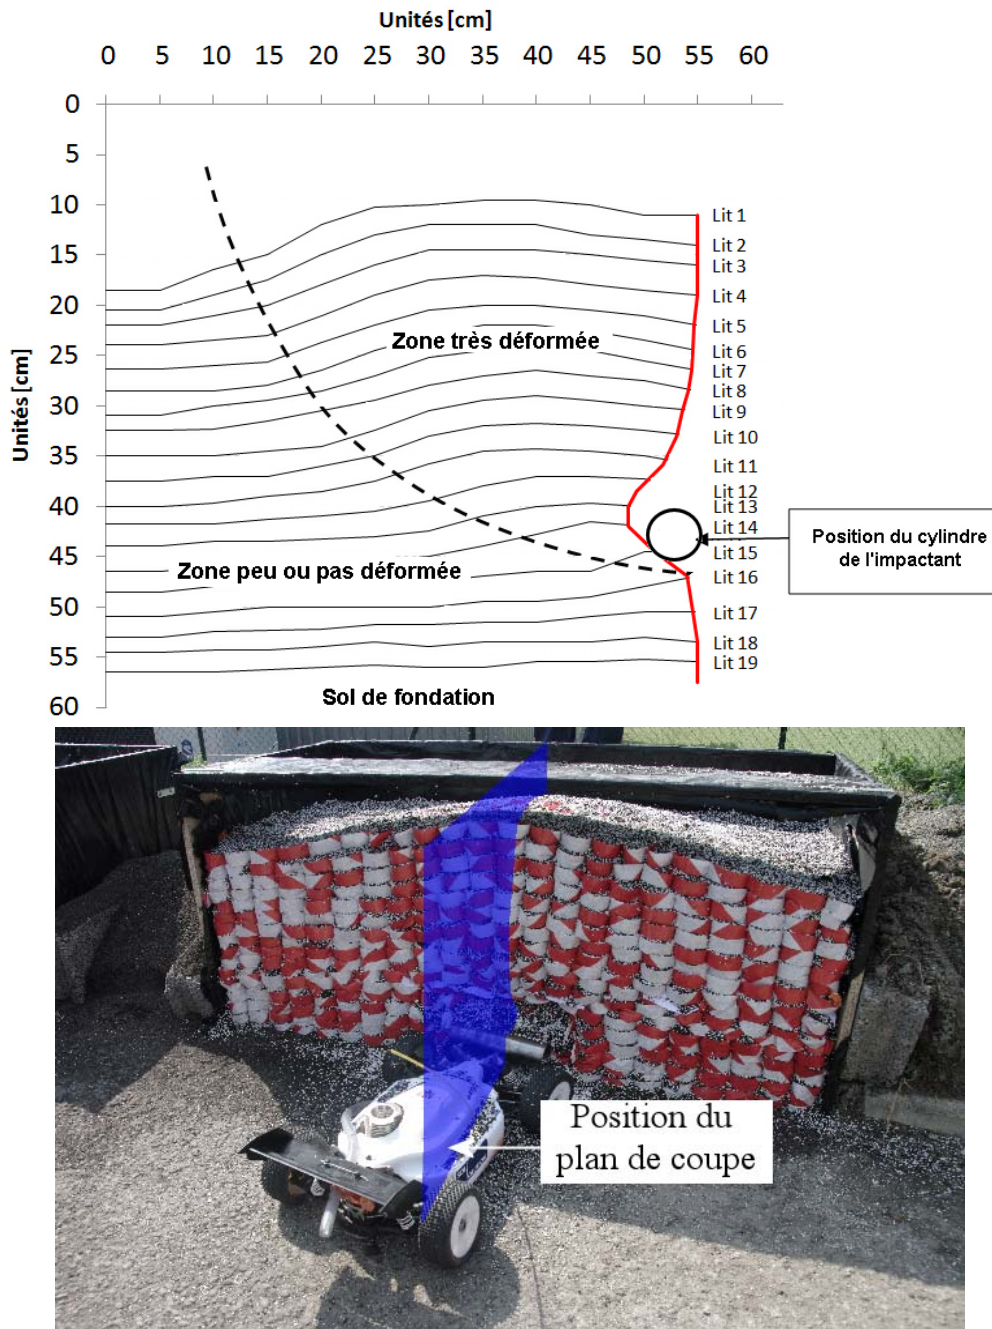 Unités [cm]
0 5 10 15 20 25 30 35 40 45 50 55 60
0
5
10
15
20
25
30
35
40
45
50
55
60
Unités [cm]
Lit 1
Lit 2
Lit 3
Lit 4
Lit 5
Lit 6
Lit 7
Lit 8
Lit 9
Lit 10
Lit 11
Lit 12
Lit 13
Lit 14
Lit 15
Lit 16
Lit 17
Lit 18
Lit 19
Zone très déformée
Zone peu ou pas déformée
Sol de fondation
Position du cylindre
de l'impactant
Position du
plan de coupe